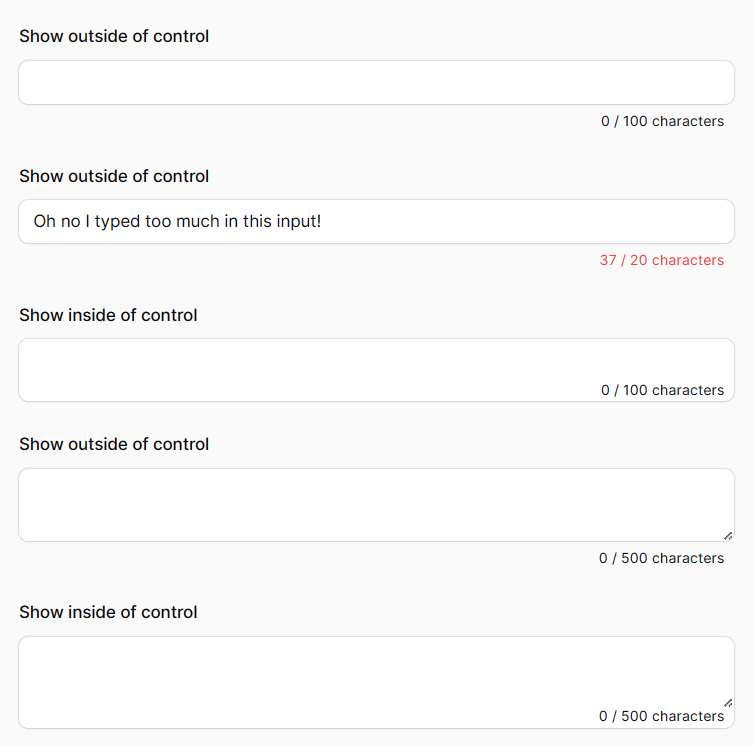 Show outside of control
0 / 100 characters
Show outside of control
Oh no I typed too much in this input!
37 / 20 characters
Show inside of control
0 / 100 characters
Show outside of control
0 / 500 characters
Show inside of control
0 / 500 characters